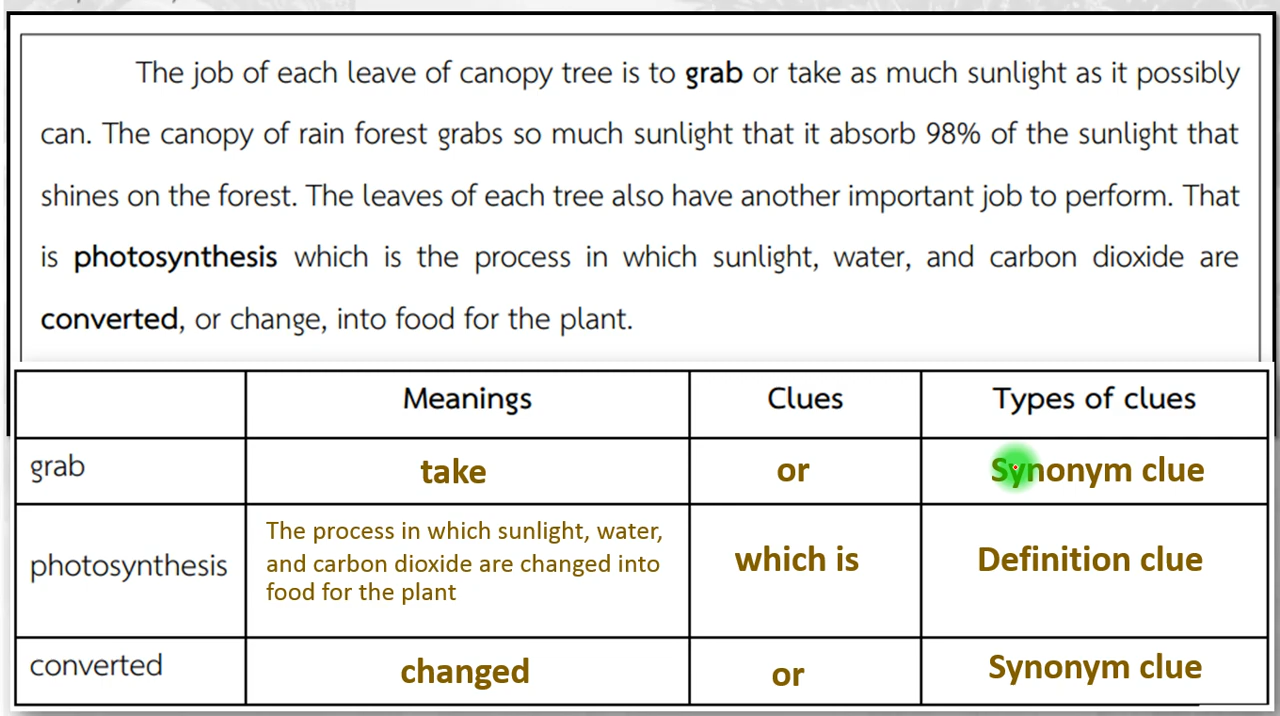 The job of each leave of canopy tree is to grab or take as much sunlight as it possibly
can. The canopy of rain forest grabs so much sunlight that it absorb 98% of the sunlight that
shines on the forest. The leaves of each tree also have another important job to perform. That
is photosynthesis which is the process in which sunlight, water, and carbon dioxide are
converted, or change, into food for the plant.
Meanings Clues Types of clues
grab take or Synonym clue
photosynthesis The process in which sunlight, water,
and carbon dioxide are changed into
food for the plant
which is Definition clue
converted changed or Synonym clue